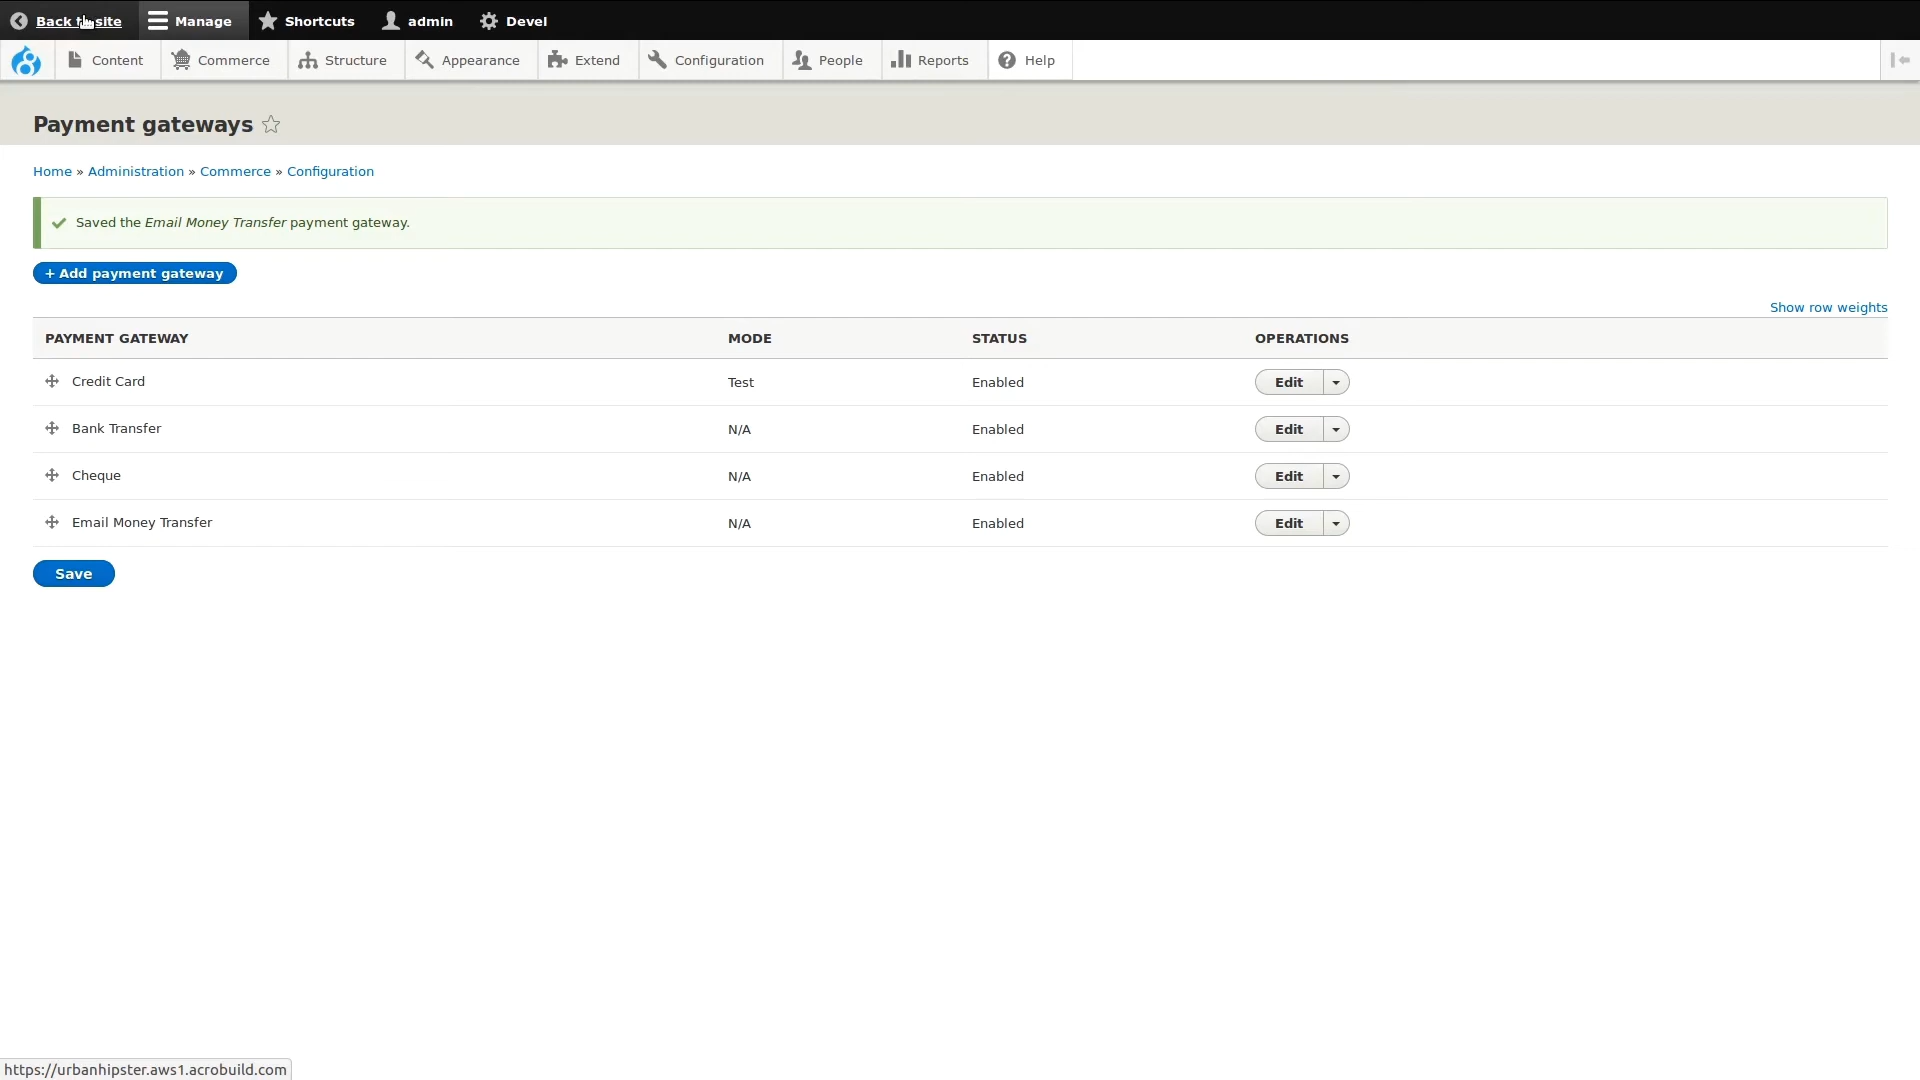 Back to site Manage Shortcuts admin Devel
Content Commerce Structure Appearance Extend Configuration People Reports Help
Payment gateways
Home » Administration » Commerce » Configuration
Saved the Email Money Transfer payment gateway.
+ Add payment gateway
Show row weights
PAYMENT GATEWAY MODE STATUS OPERATIONS
Credit Card Test Enabled Edit
Bank Transfer N/A Enabled Edit
Cheque N/A Enabled Edit
Email Money Transfer N/A Enabled Edit
Save
https://urbanhipster.aws1.acrobuild.com